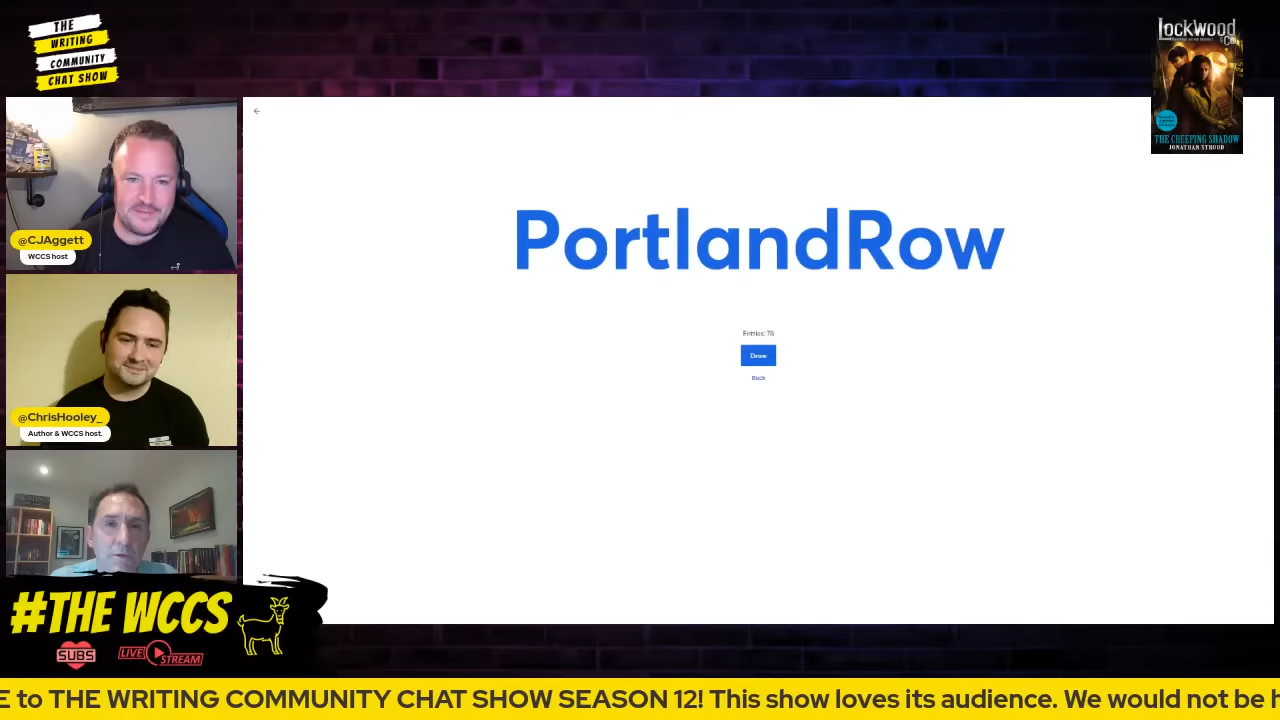 THE
WRITING
COMMUNITY
CHAT SHOW
Lockwood
& Co
THE CREEPING SHADOW
JONATHAN STROUD
@CJAggett
WCCS host
PortlandRow
Entries: 75
Draw
Back
@ChrisHooley_
Author & WCCS host.
#THE WCCS
SUBS
LIVE
STREAM
E to THE WRITING COMMUNITY CHAT SHOW SEASON 12! This show loves its audience. We would not be h